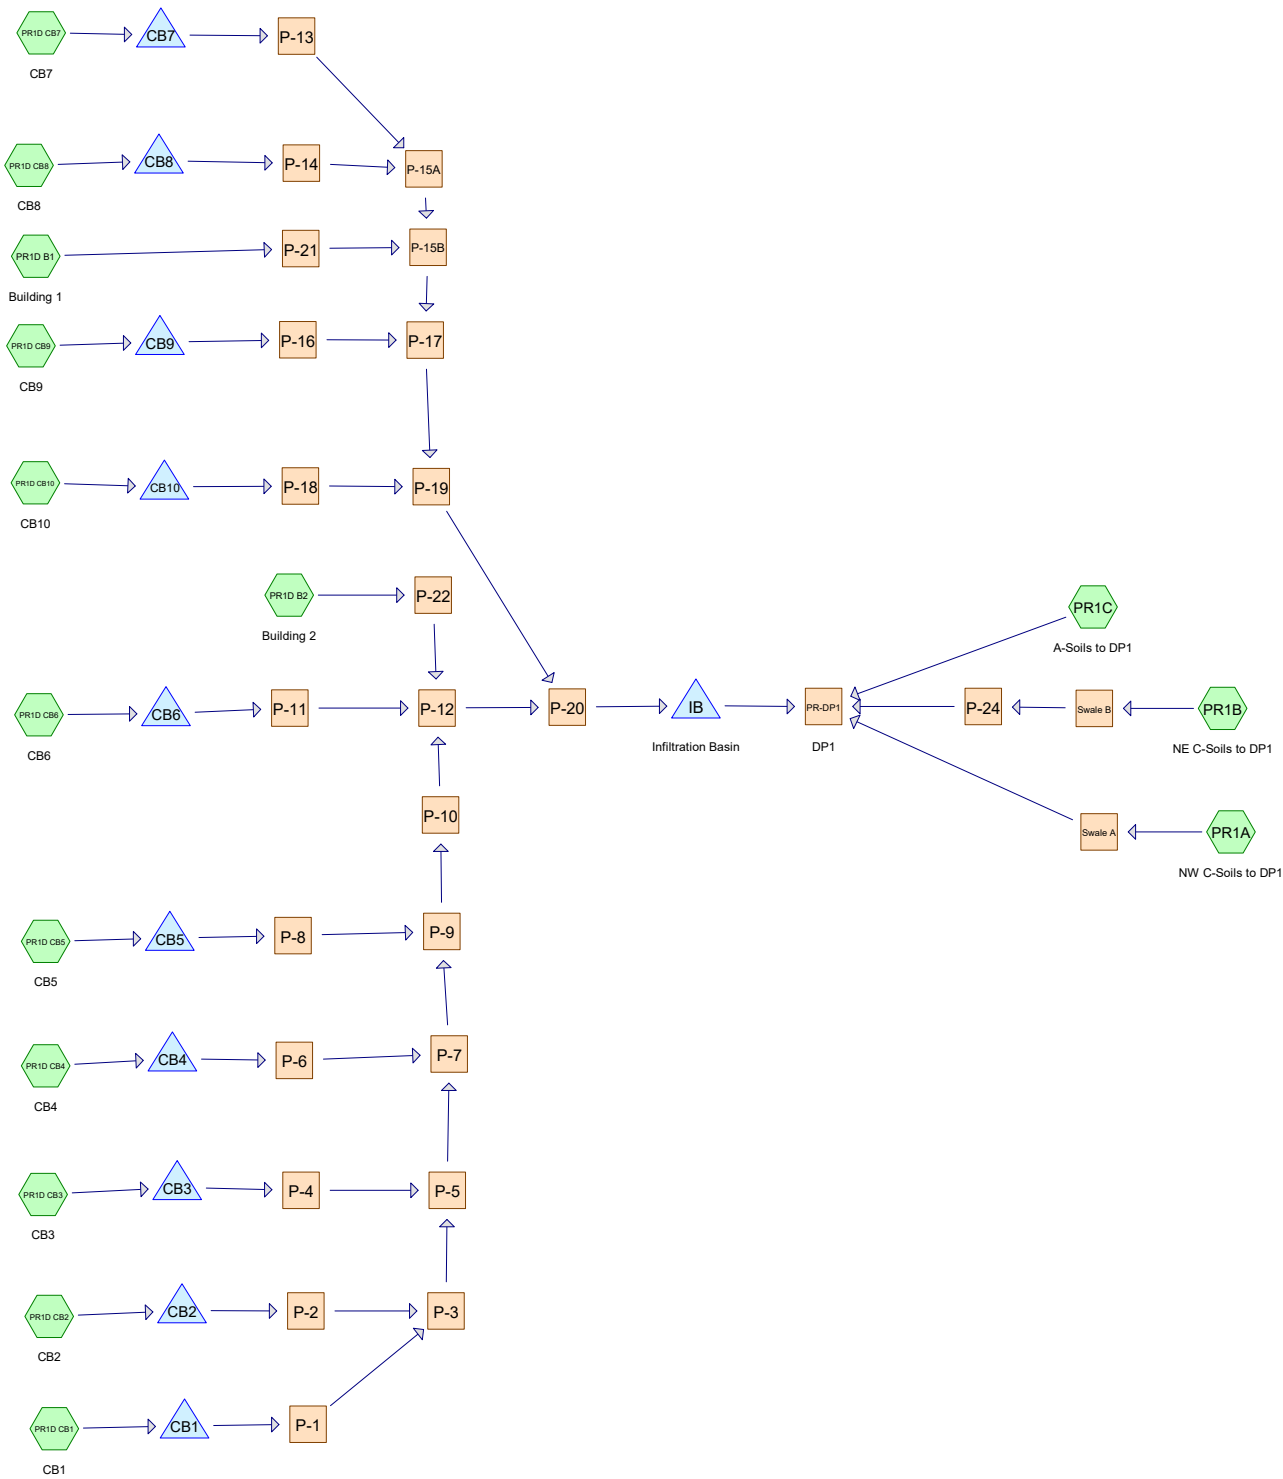 PR1D CB7
CB7
P-13
CB7
PR1D CB8
CB8
P-14
P-15A
CB8
PR1D B1
P-21
P-15B
Building 1
PR1D CB9
CB9
P-16
P-17
CB9
PR1D CB10
CB10
P-18
P-19
CB10
PR1D B2
P-22
Building 2
PR1C
A-Soils to DP1
PR1D CB6
CB6
P-11
P-12
P-20
IB
PR-DP1
P-24
Swale B
PR1B
CB6
Infiltration Basin
DP1
NE C-Soils to DP1
P-10
Swale A
PR1A
NW C-Soils to DP1
PR1D CB5
CB5
P-8
P-9
CB5
PR1D CB4
CB4
P-6
P-7
CB4
PR1D CB3
CB3
P-4
P-5
CB3
PR1D CB2
CB2
P-2
P-3
CB2
PR1D CB1
CB1
P-1
CB1